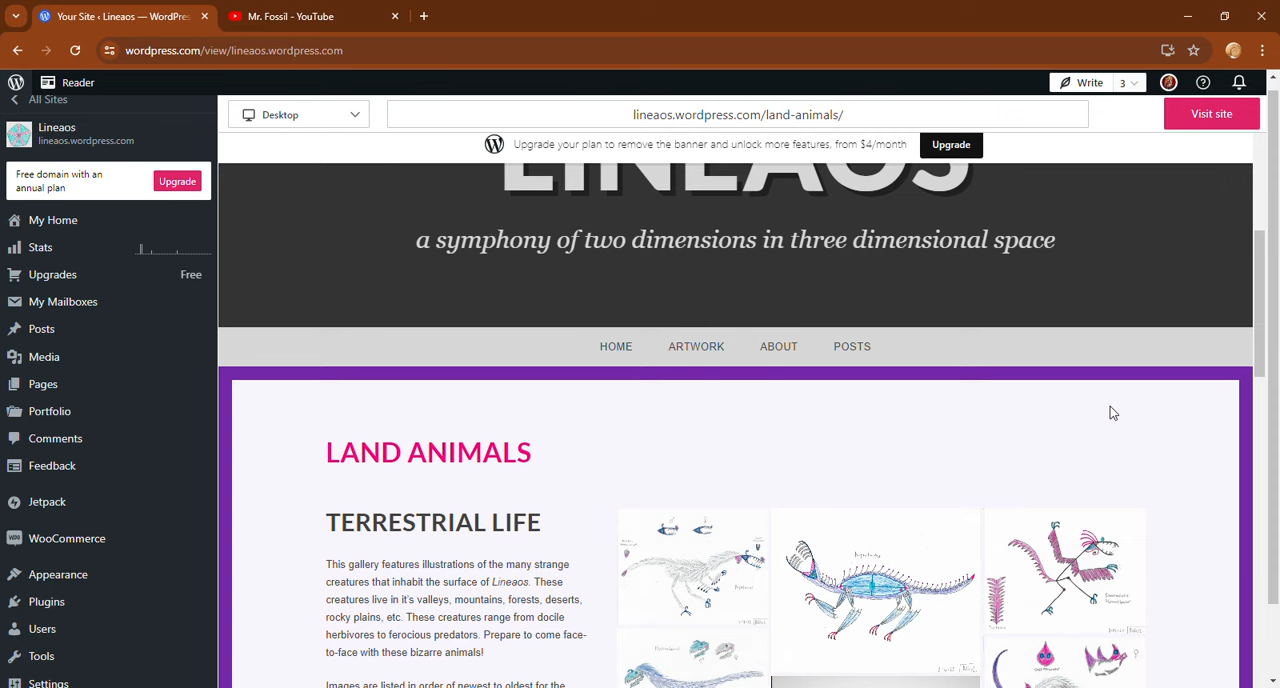 Your Site ‹ Lineaos — WordPre
Mr. Fossil - YouTube
wordpress.com/view/lineaos.wordpress.com
Reader
Write 3
All Sites
Lineaos
lineaos.wordpress.com
Desktop
lineaos.wordpress.com/land-animals/
Visit site
Upgrade your plan to remove the banner and unlock more features, from $4/month
Upgrade
Free domain with an
annual plan
Upgrade
My Home
Stats
Upgrades Free
My Mailboxes
Posts
Media
Pages
Portfolio
Comments
Feedback
Jetpack
WooCommerce
Appearance
Plugins
Users
Tools
Settings
LINEAOS
a symphony of two dimensions in three dimensional space
HOME ARTWORK ABOUT POSTS
LAND ANIMALS
TERRESTRIAL LIFE
This gallery features illustrations of the many strange
creatures that inhabit the surface of Lineaos. These
creatures live in it's valleys, mountains, forests, deserts,
rocky plains, etc. These creatures range from docile
herbivores to ferocious predators. Prepare to come face-
to-face with these bizarre animals!
Images are listed in order of newest to oldest for the